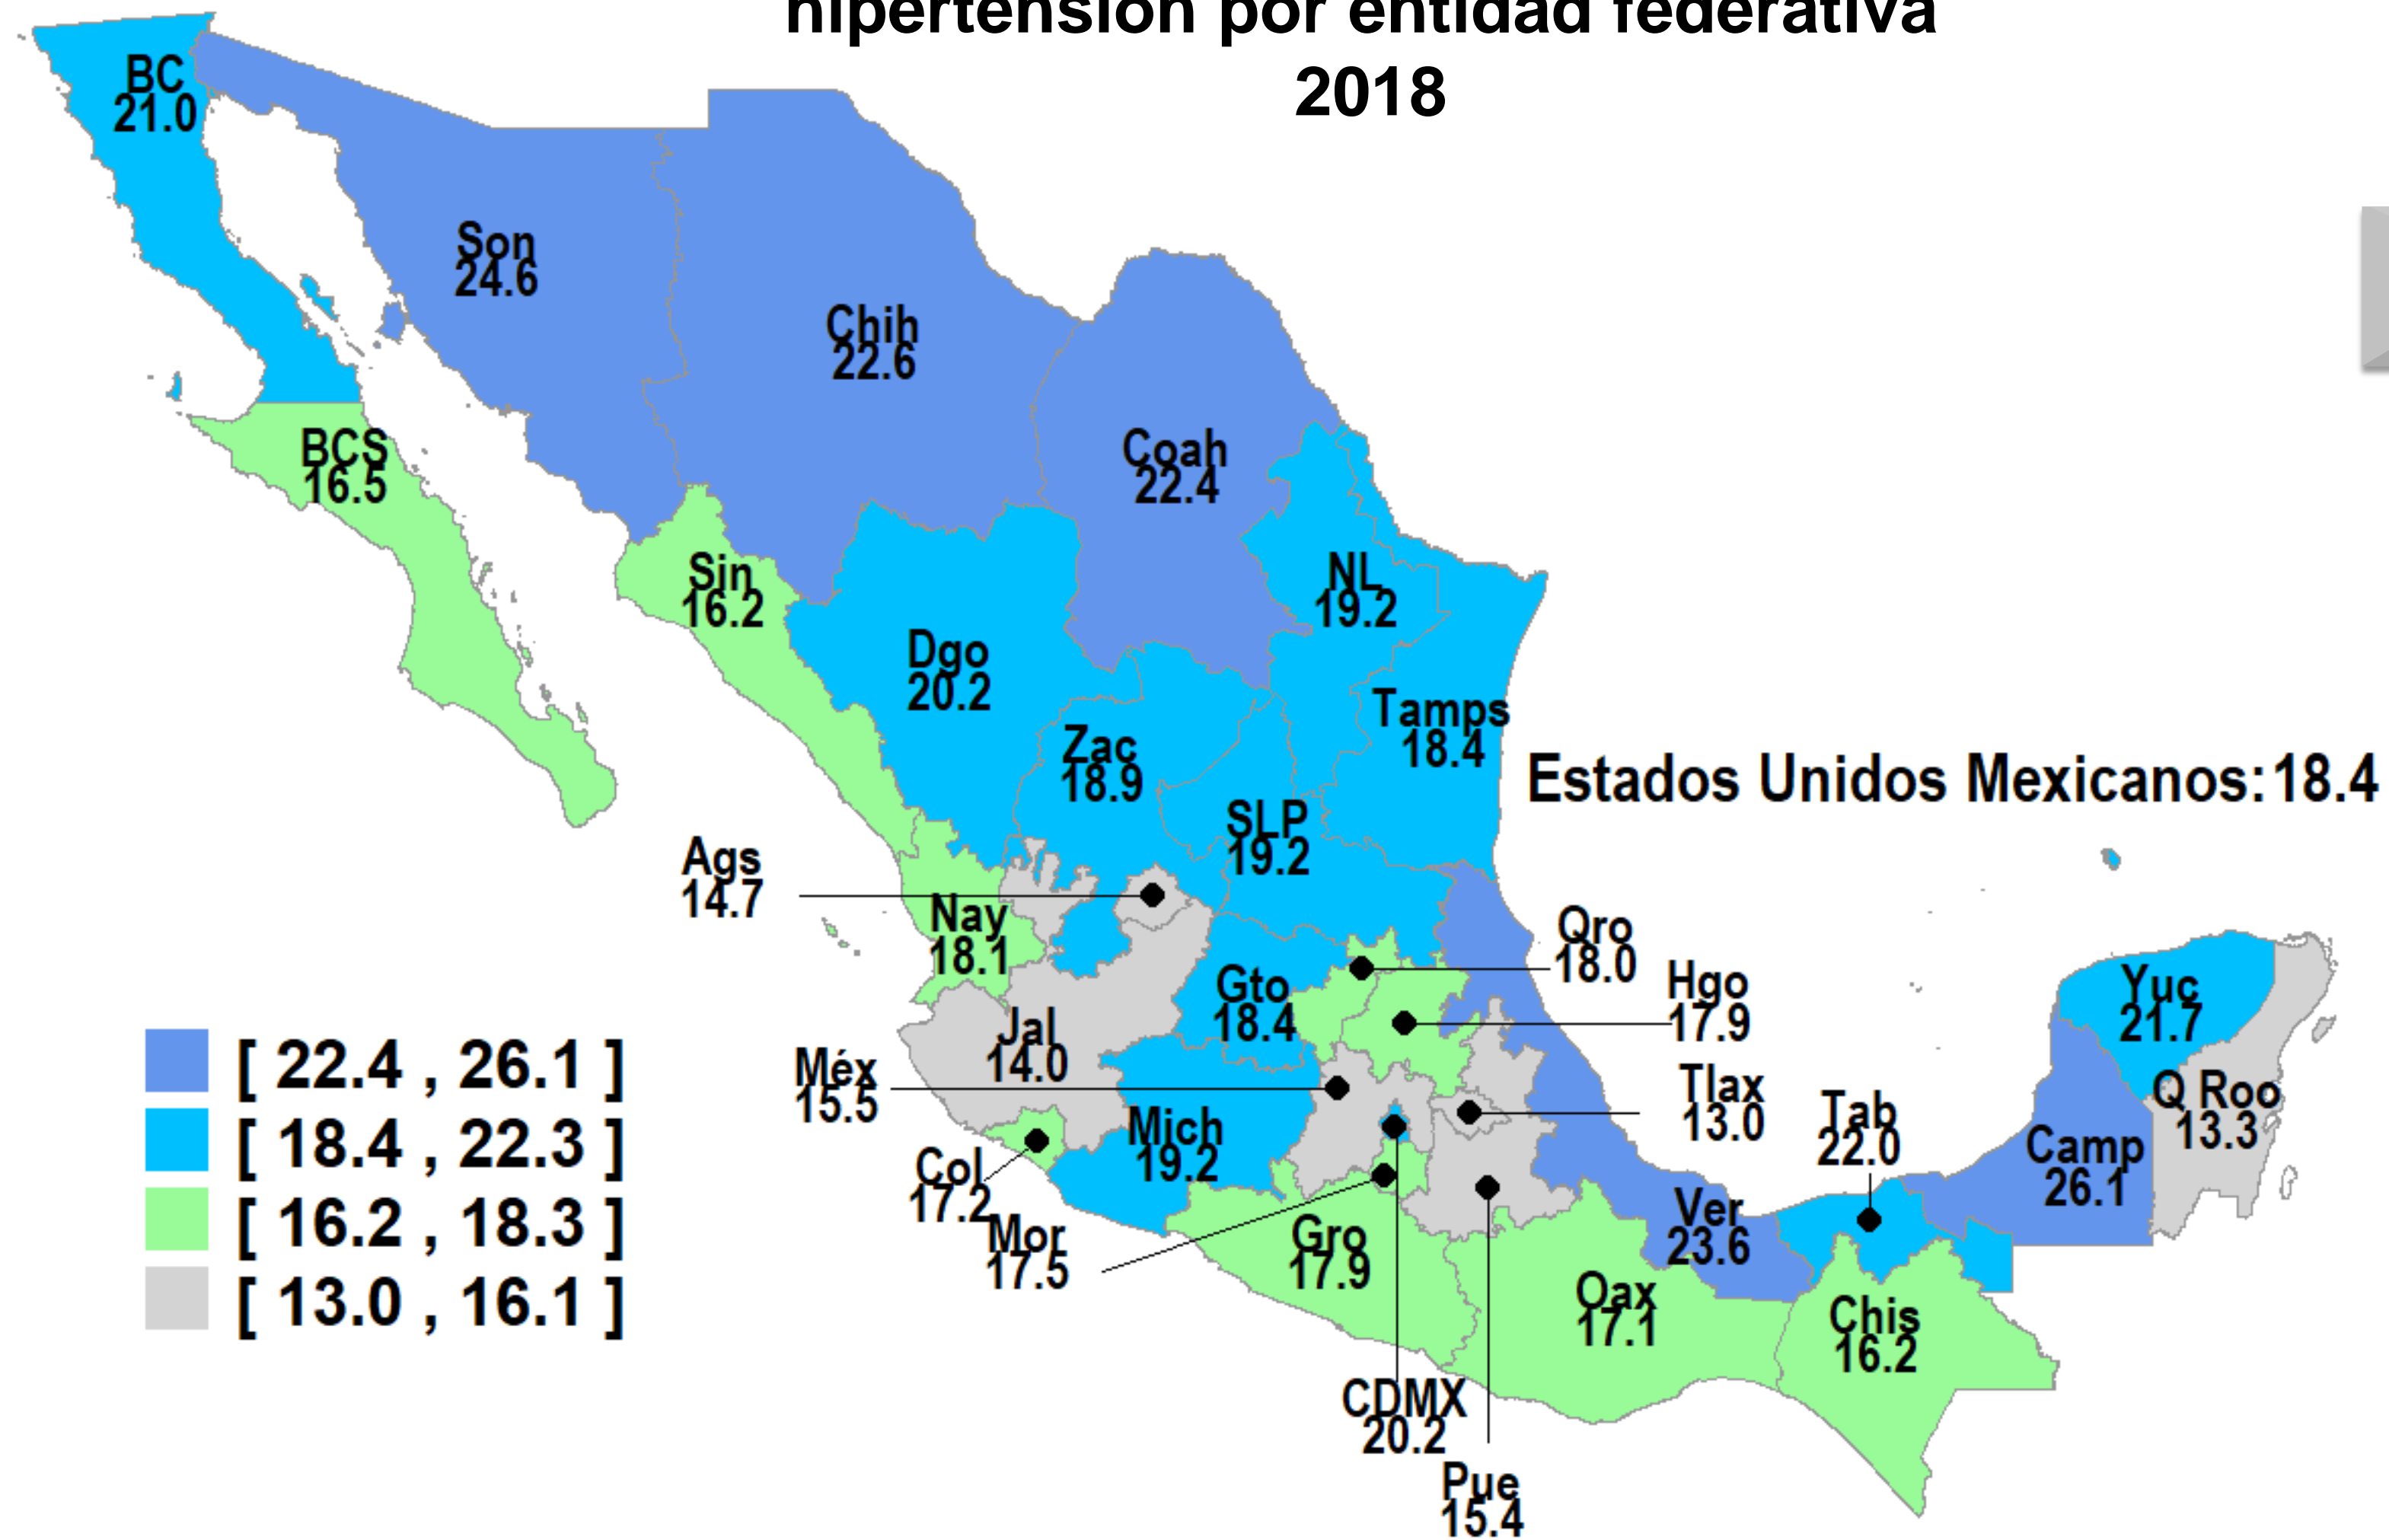 hipertensión por entidad federativa
2018
BC
21.0
Son
24.6
Chih
22.6
Coah
22.4
BCS
16.5
Sin
16.2
NL
19.2
Dgo
20.2
Tamps
18.4
Zac
18.9
Estados Unidos Mexicanos:18.4
SLP
19.2
Ags
14.7
Nay
18.1
Qro
18.0
Gto
18.4
Hgo
17.9
Yuc
21.7
Jal
14.0
Méx
15.5
Tlax
13.0
Q Roo
13.3
Tab
22.0
Mich
19.2
Camp
26.1
Col
17.2
Mor
17.5
Gro
17.9
Ver
23.6
Oax
17.1
Chis
16.2
CDMX
20.2
Pue
15.4
[ 22.4 , 26.1 ]
[ 18.4 , 22.3 ]
[ 16.2 , 18.3 ]
[ 13.0 , 16.1 ]